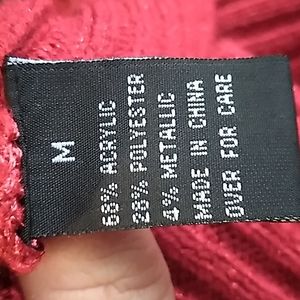 M
68% ACRYLIC
28% POLYESTER
4% METALLIC
MADE IN CHINA
OVER FOR CARE